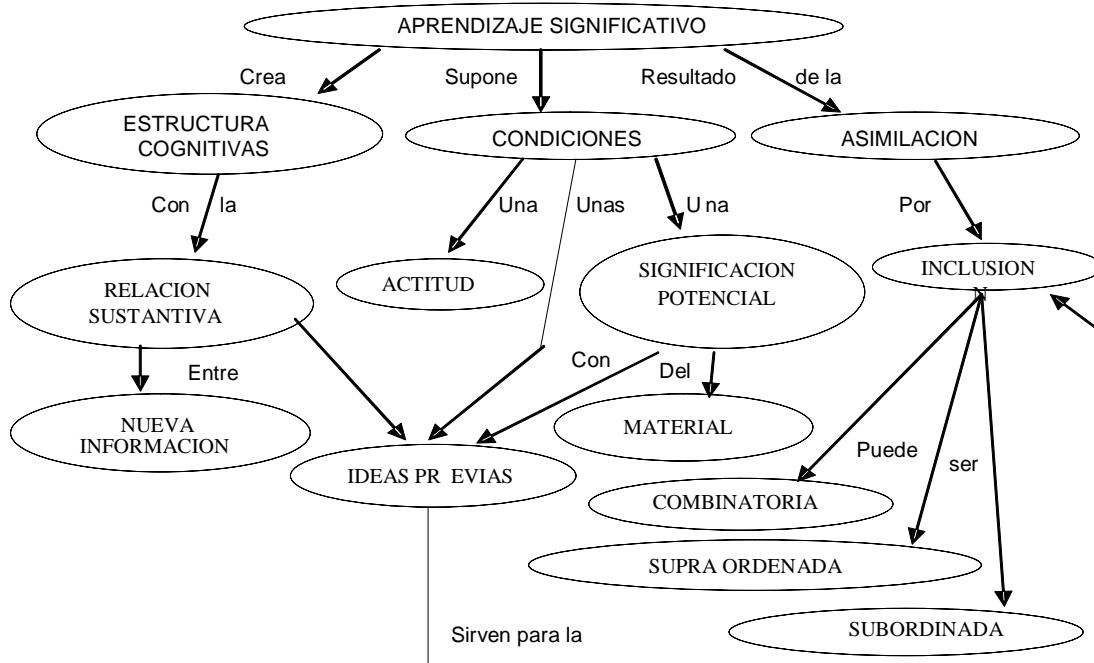 APRENDIZAJE SIGNIFICATIVO
Crea
Supone
Resultado
de la
ESTRUCTURA
COGNITIVAS
CONDICIONES
ASIMILACION
Con
la
Una
Unas
U na
Por
RELACION
SUSTANTIVA
ACTITUD
SIGNIFICACION
POTENCIAL
INCLUSION
N
Entre
Con
Del
NUEVA
INFORMACION
MATERIAL
IDEAS PR EVIAS
Puede
ser
COMBINATORIA
SUPRA ORDENADA
SUBORDINADA
Sirven para la